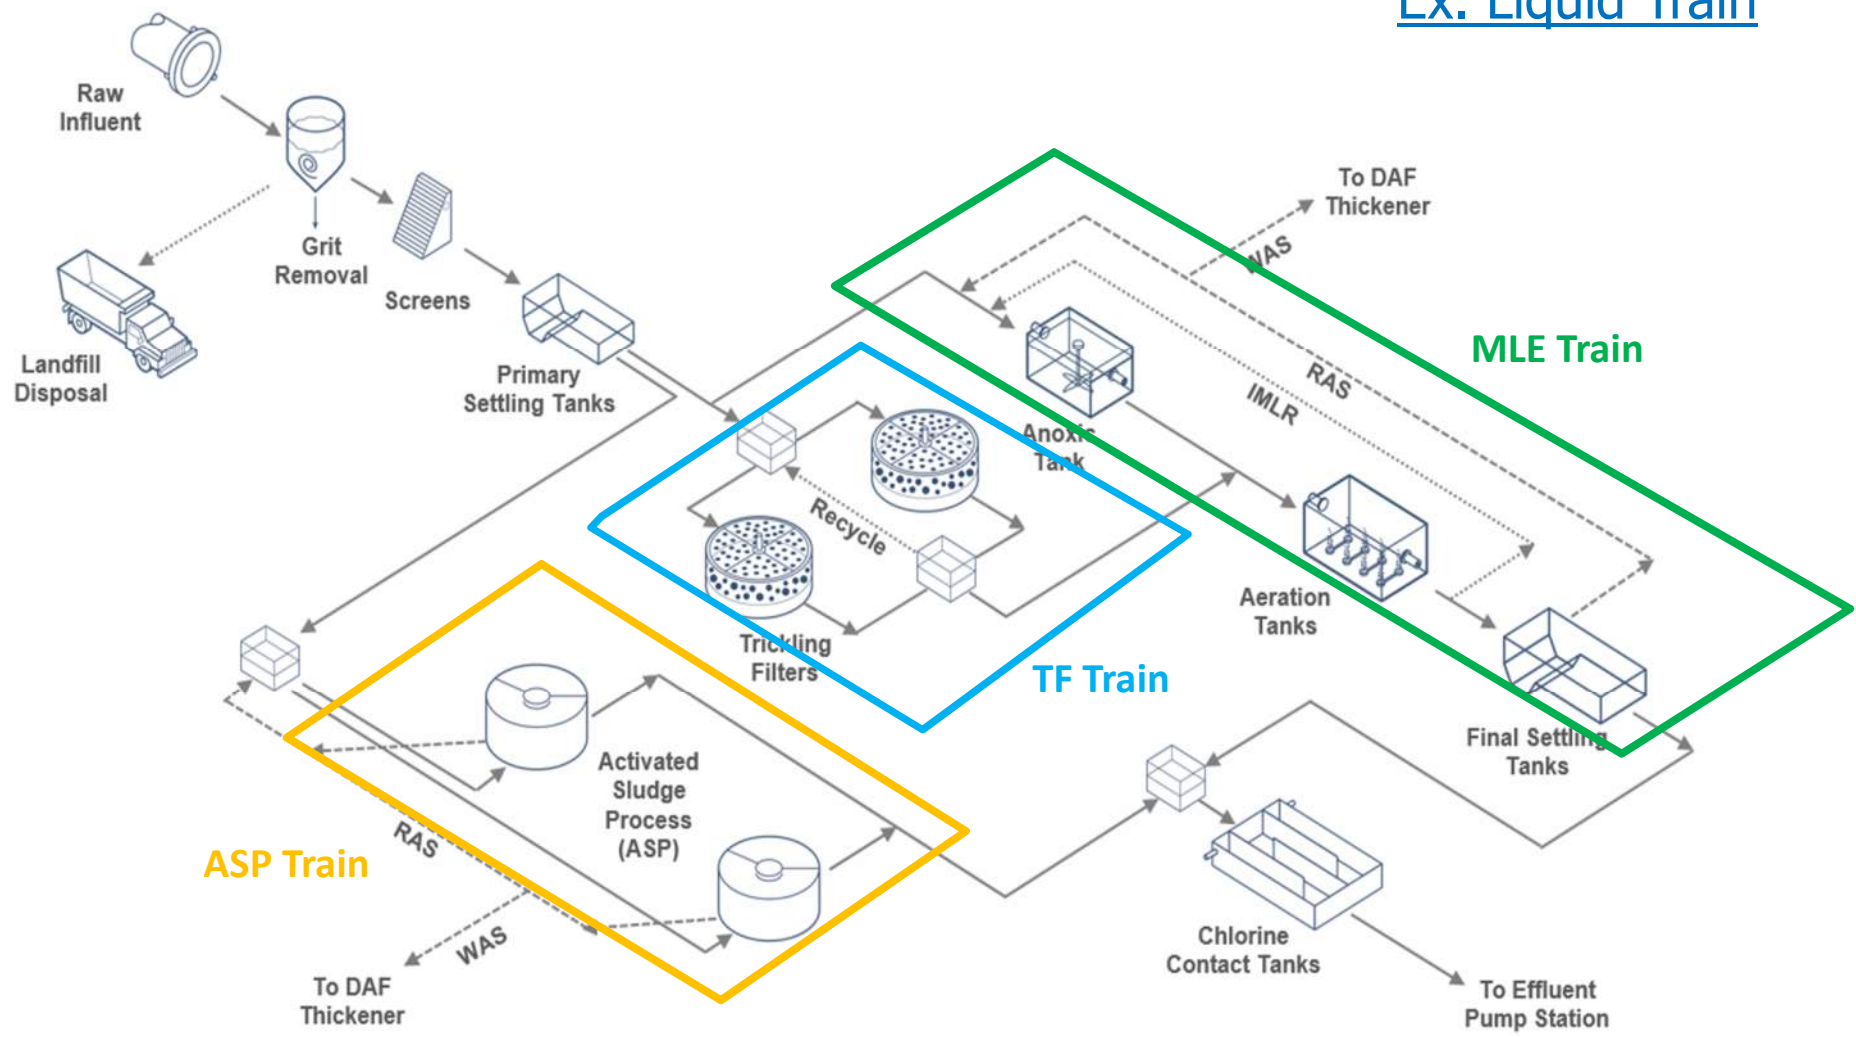 Ex. Liquid Train
Raw
Influent
To DAF
Thickener
WAS
Grit
Removal
Screens
MLE Train
Landfill
Disposal
Primary
Settling Tanks
RAS
IMLR
Anoxic
Tank
Recycle
Aeration
Tanks
Trickling
Filters
TF Train
Final Settling
Tanks
Activated
Sludge
Process
(ASP)
RAS
ASP Train
WAS
Chlorine
Contact Tanks
To DAF
Thickener
To Effluent
Pump Station